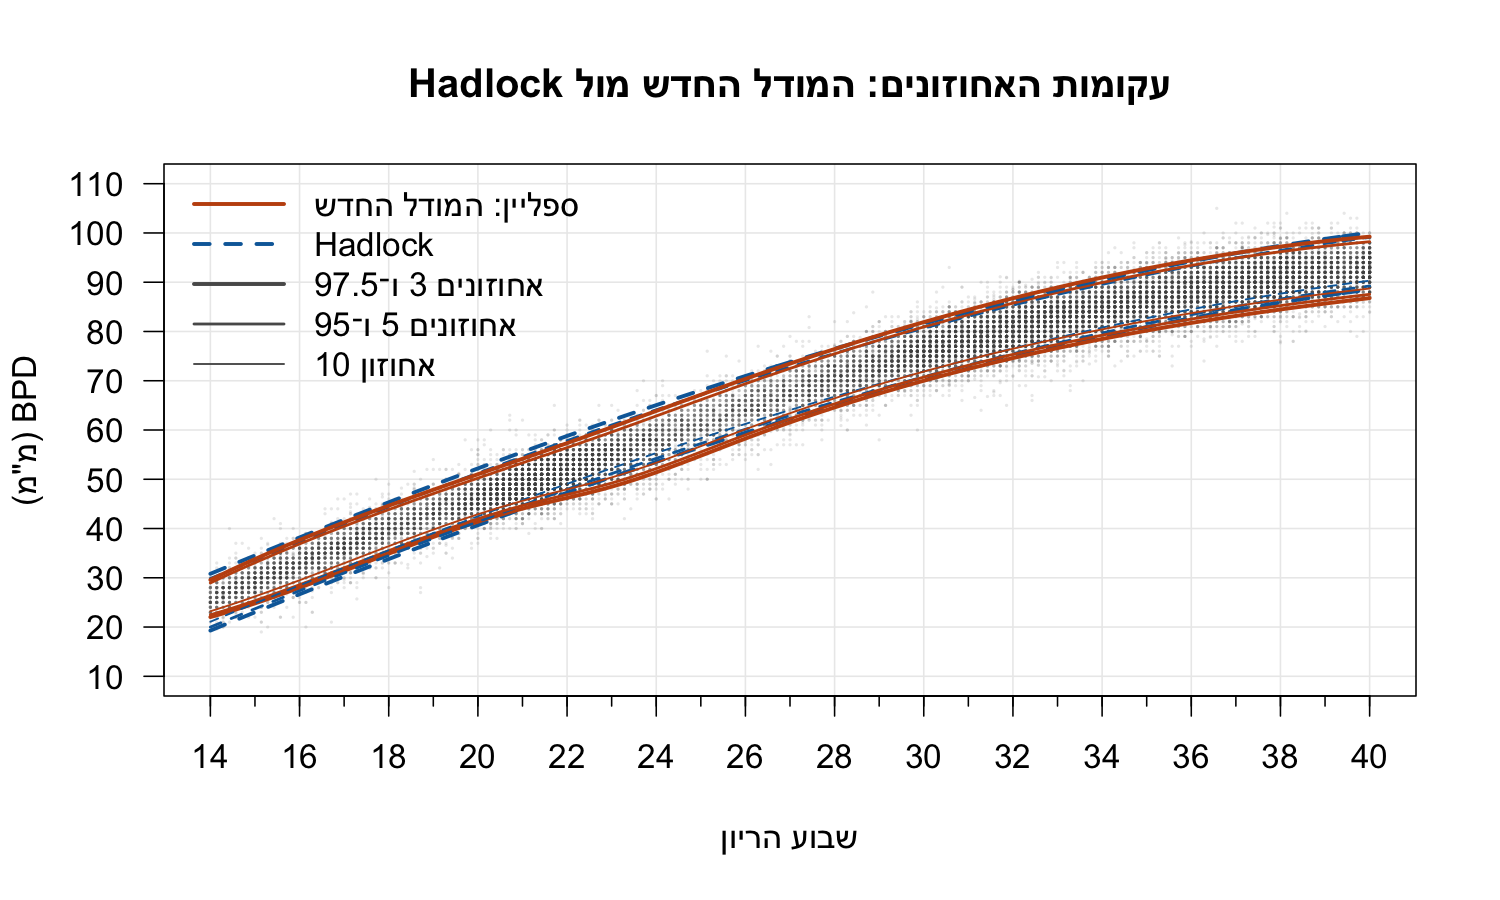 עקומות האחוזונים: המודל החדש מול Hadlock
ספליין: המודל החדש
Hadlock
אחוזונים 3 ו־97.5
אחוזונים 5 ו־95
אחוזון 10
BPD (מ"מ)
110
100
90
80
70
60
50
40
30
20
10
14 16 18 20 22 24 26 28 30 32 34 36 38 40
שבוע הריון